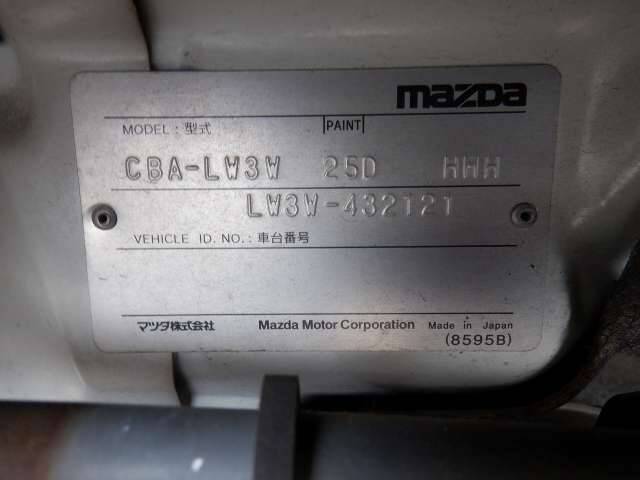 mazda
MODEL : 型式 PAINT
CBA-LW3W 25D HWH
LW3W-432121
VEHICLE ID. NO. : 車台番号
マツダ株式会社 Mazda Motor Corporation Made in Japan
(8595B)